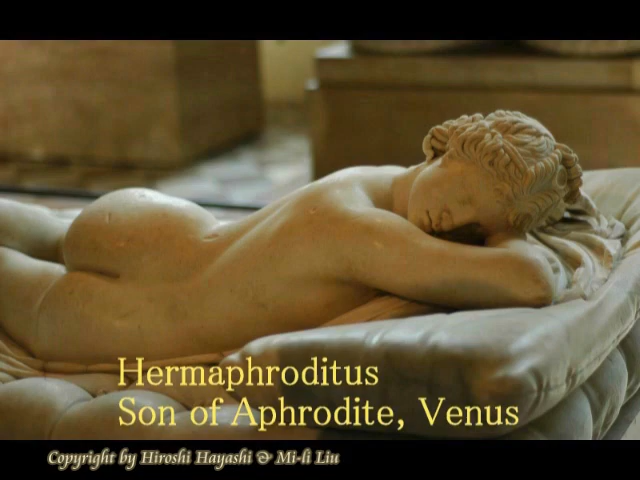 Hermaphroditus
Son of Aphrodite, Venus
Copyright by Hiroshi Hayashi & Mi-li Liu